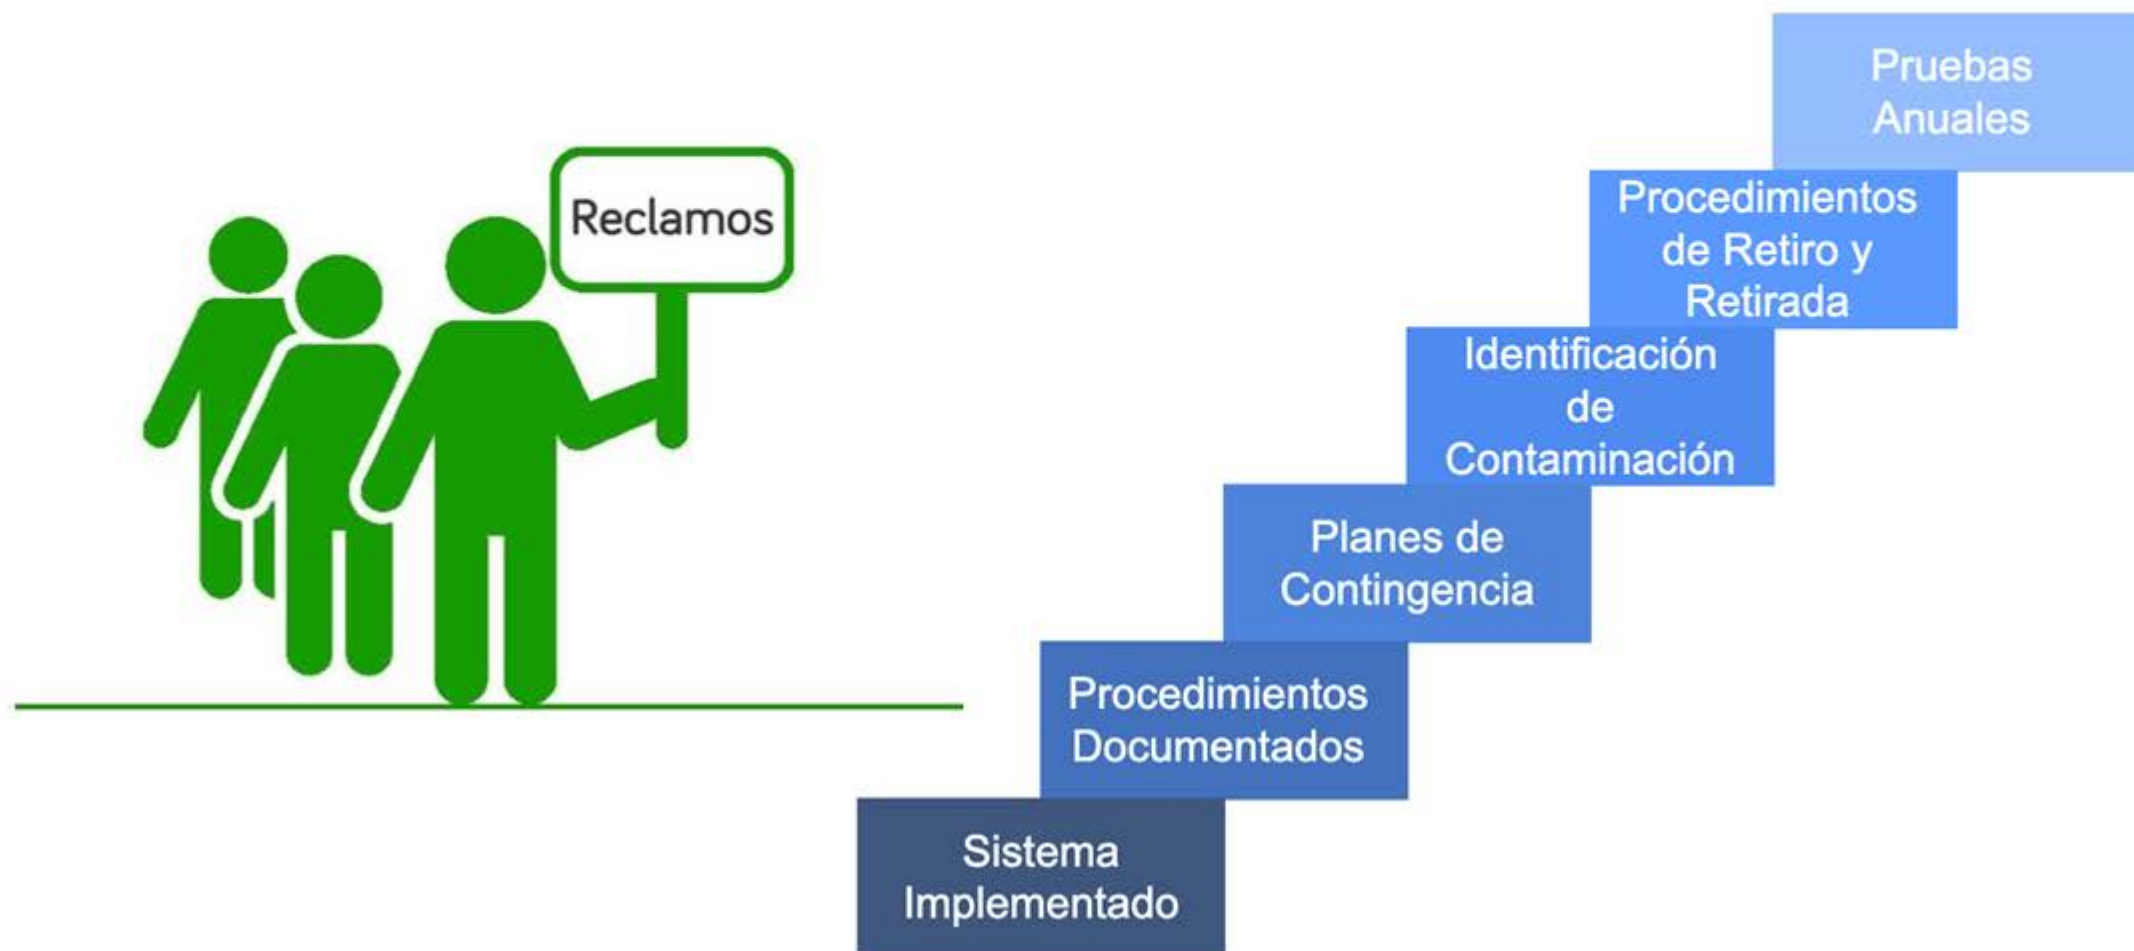 Pruebas
Anuales
Reclamos
Procedimientos
de Retiro y
Retirada
Identificación
de
Contaminación
Planes de
Contingencia
Procedimientos
Documentados
Sistema
Implementado